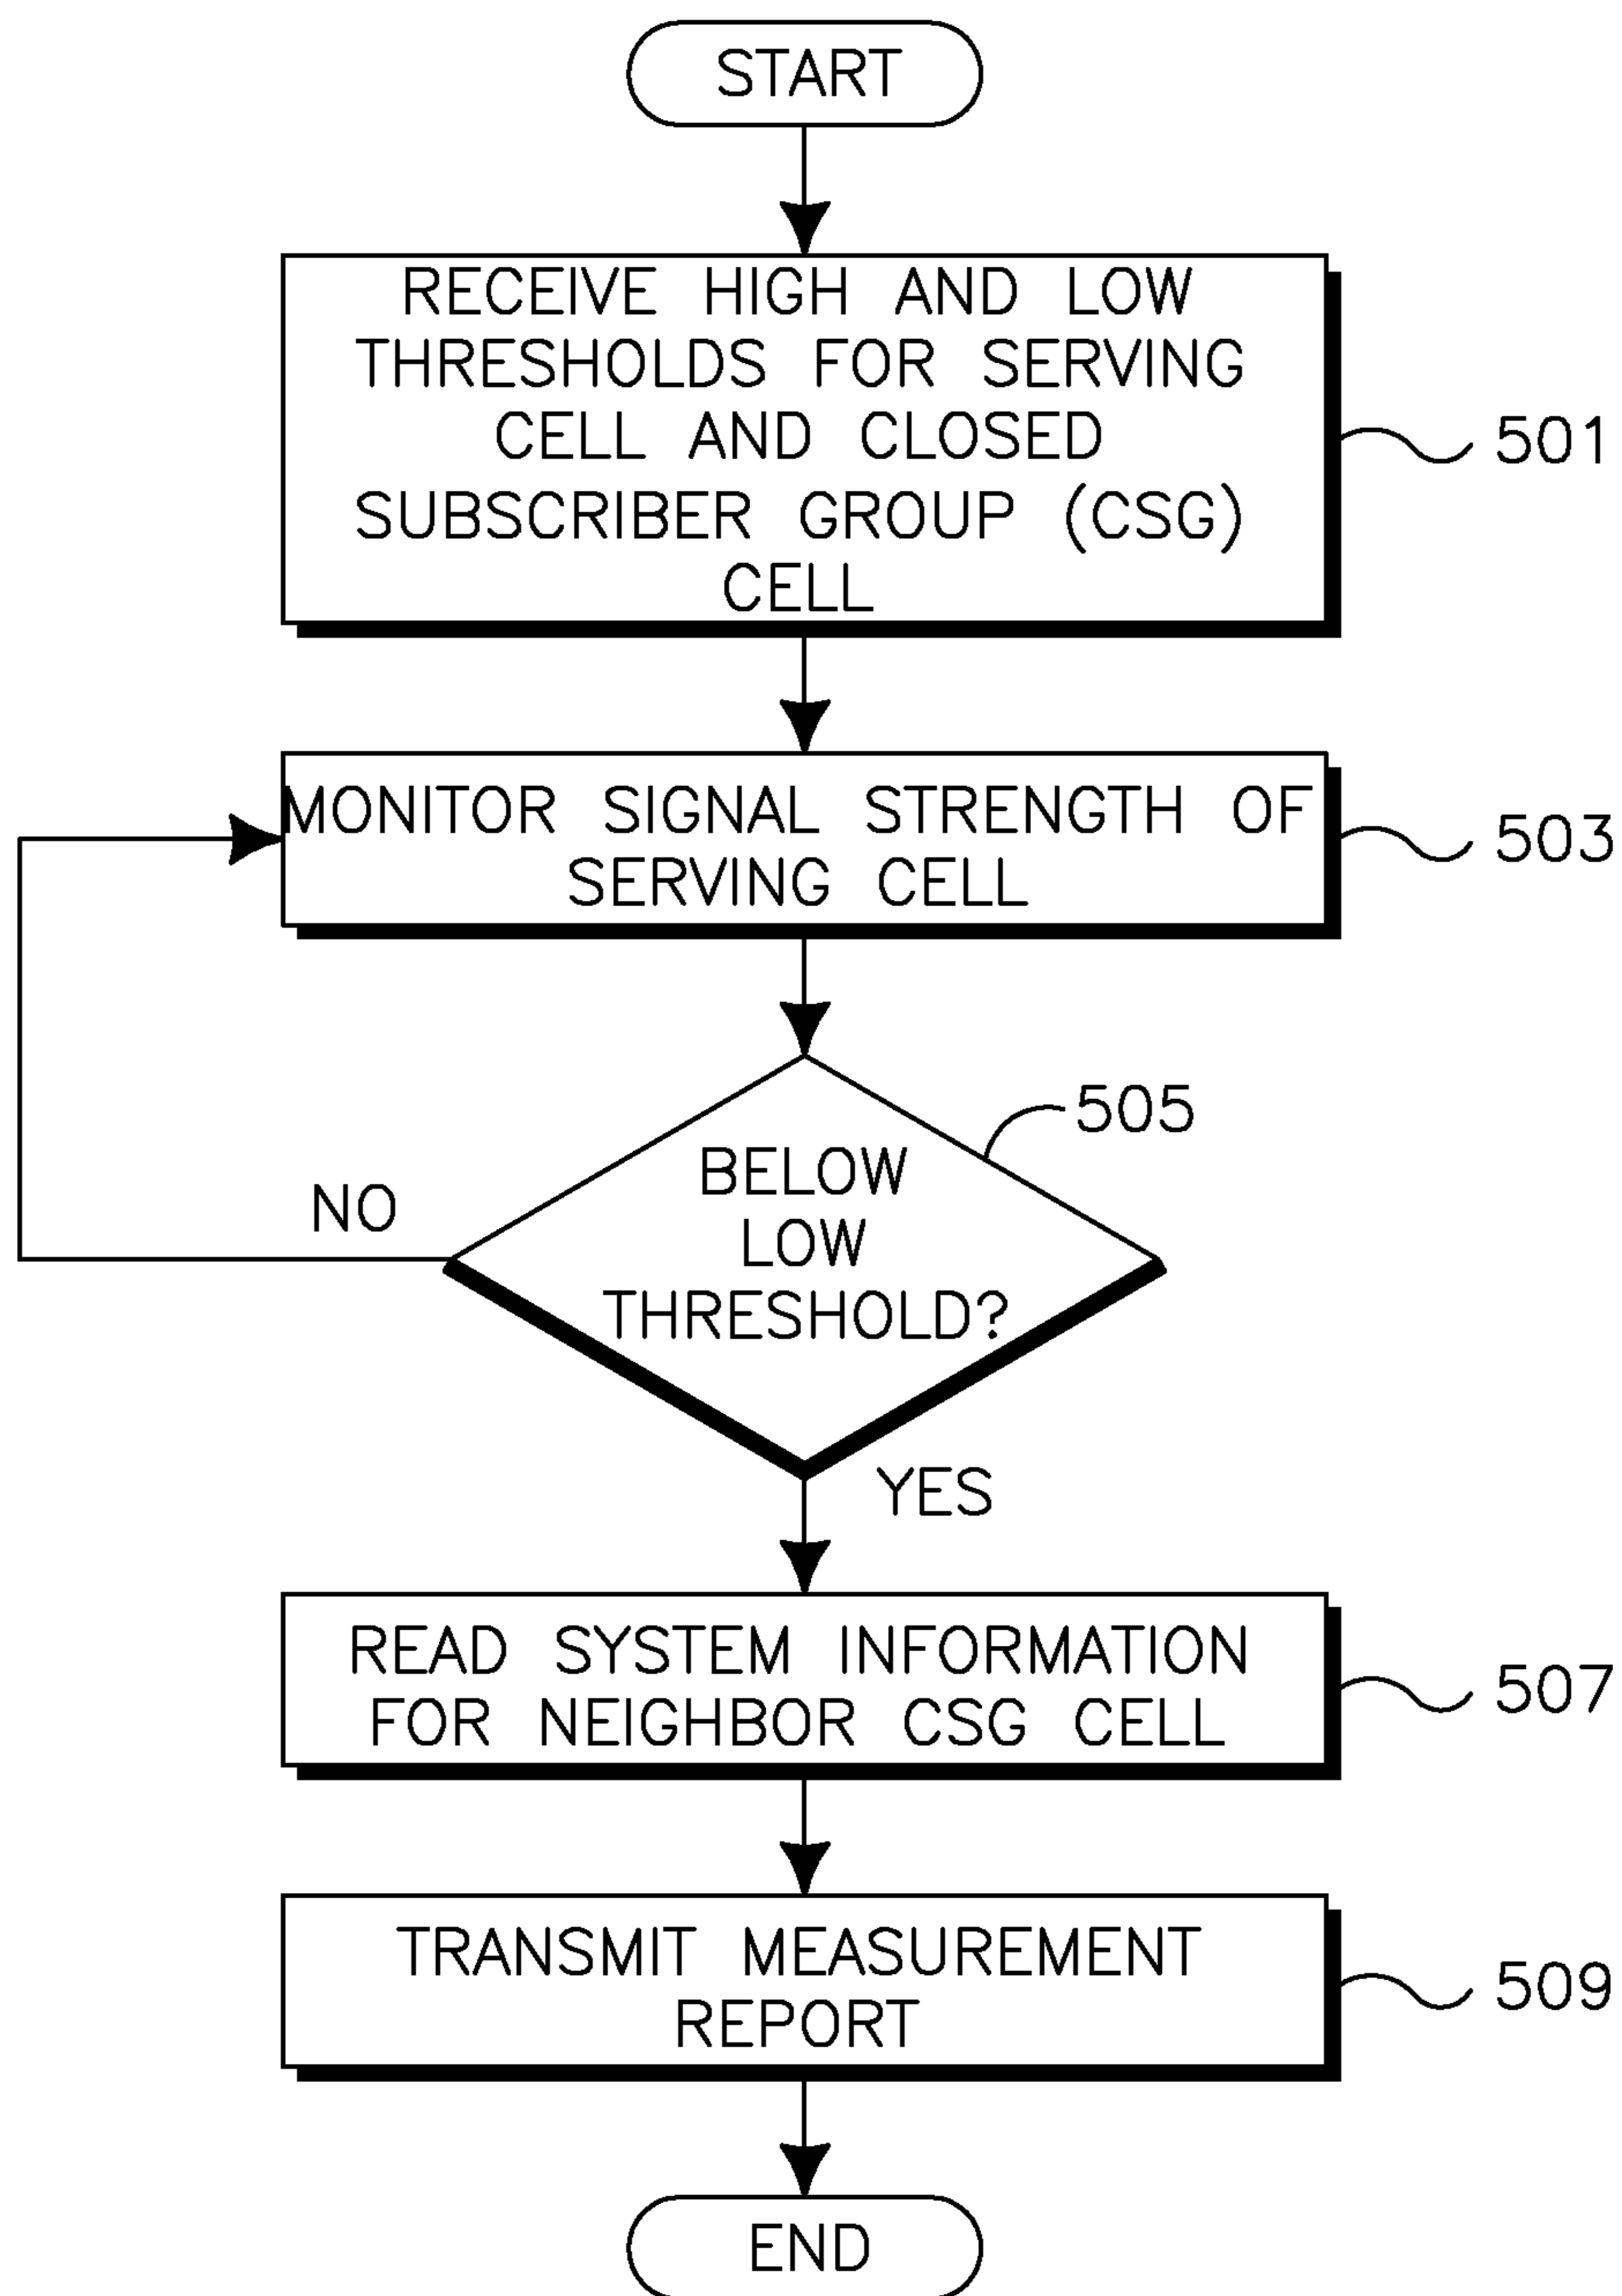 START
RECEIVE HIGH AND LOW
THRESHOLDS FOR SERVING
CELL AND CLOSED
SUBSCRIBER GROUP (CSG)
CELL
501
MONITOR SIGNAL STRENGTH OF
SERVING CELL
503
505
BELOW
LOW
THRESHOLD?
NO
YES
READ SYSTEM INFORMATION
FOR NEIGHBOR CSG CELL
507
TRANSMIT MEASUREMENT
REPORT
509
END